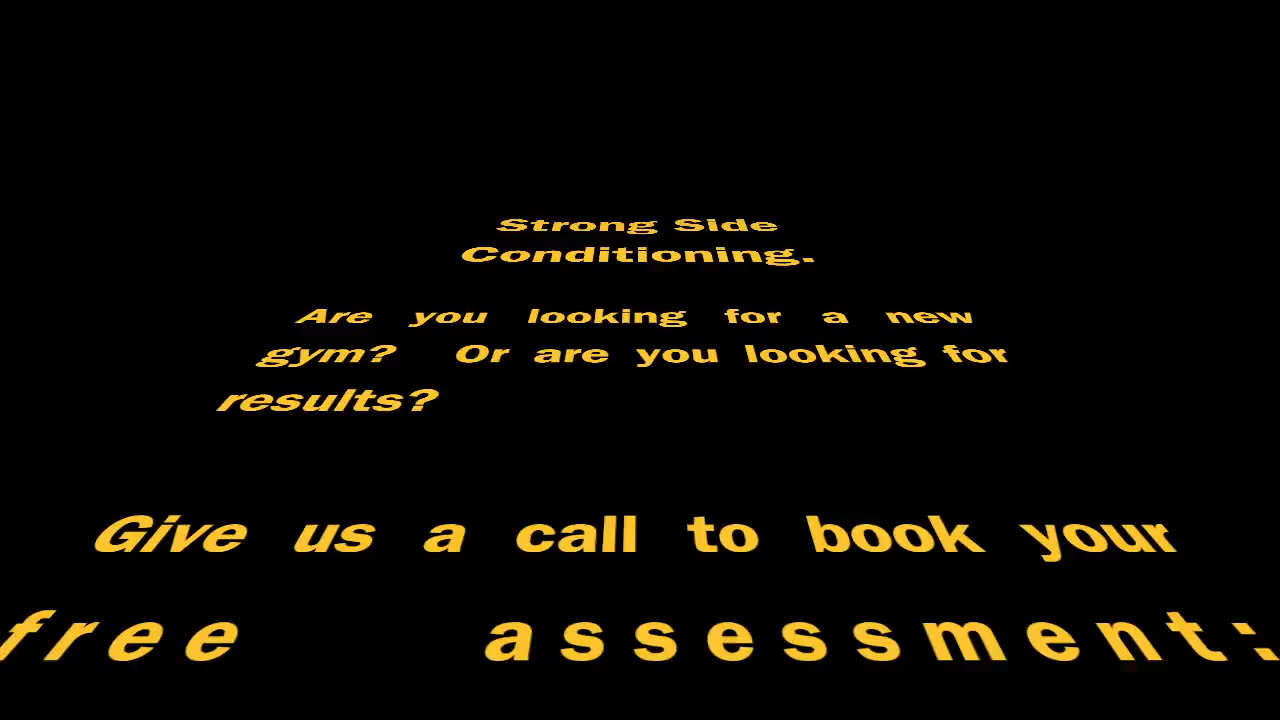 Strong Side
Conditioning.
Are you looking for a new
gym? Or are you looking for
results?
Give us a call to book your
free assessment: